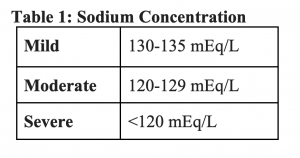 Table 1: Sodium Concentration
Mild 130-135 mEq/L
Moderate 120-129 mEq/L
Severe <120 mEq/L